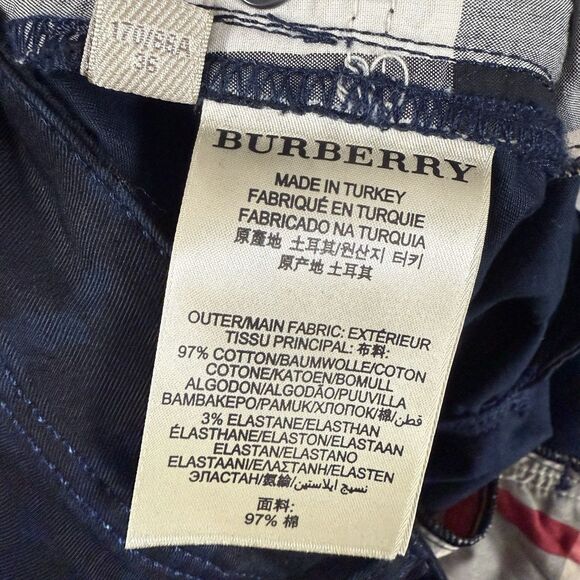 170/68A
36
BURBERRY
MADE IN TURKEY
FABRIQUÉ EN TURQUIE
FABRICADO NA TURQUIA
原產地 土耳其/원산지 터키
原产地 土耳其
OUTER/MAIN FABRIC: EXTÉRIEUR
TISSU PRINCIPAL: 布料:
97% COTTON/BAUMWOLLE/COTON
COTONE/KATOEN/BOMULL
ALGODON/ALGODÃO/PUUVILLA
ΒΑΜΒΑΚΕΡΟ/PAMUK/ХЛОПОК/棉/قطن
3% ELASTANE/ELASTHAN
ÉLASTHANE/ELASTON/ELASTAAN
ELASTAN/ELASTANO
ELASTAANI/ΕΛΑΣΤΑΝΗ/ELASTEN
ЭЛАСТАН/氨綸/نسيج إيلاستين
面料:
97% 棉